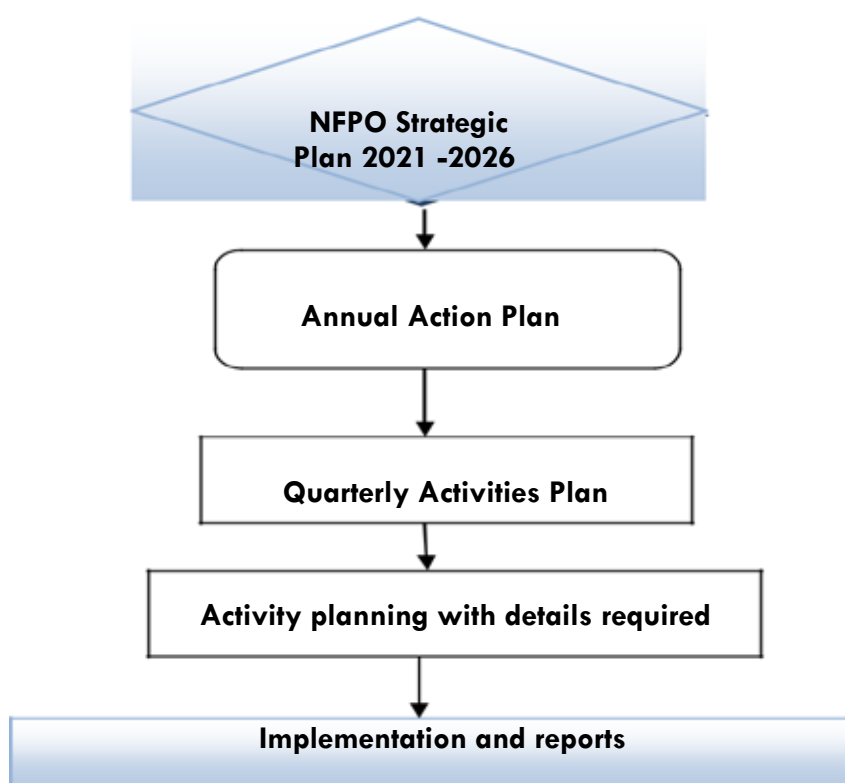 NFPO Strategic
Plan 2021 -2026
Annual Action Plan
Quarterly Activities Plan
Activity planning with details required
Implementation and reports